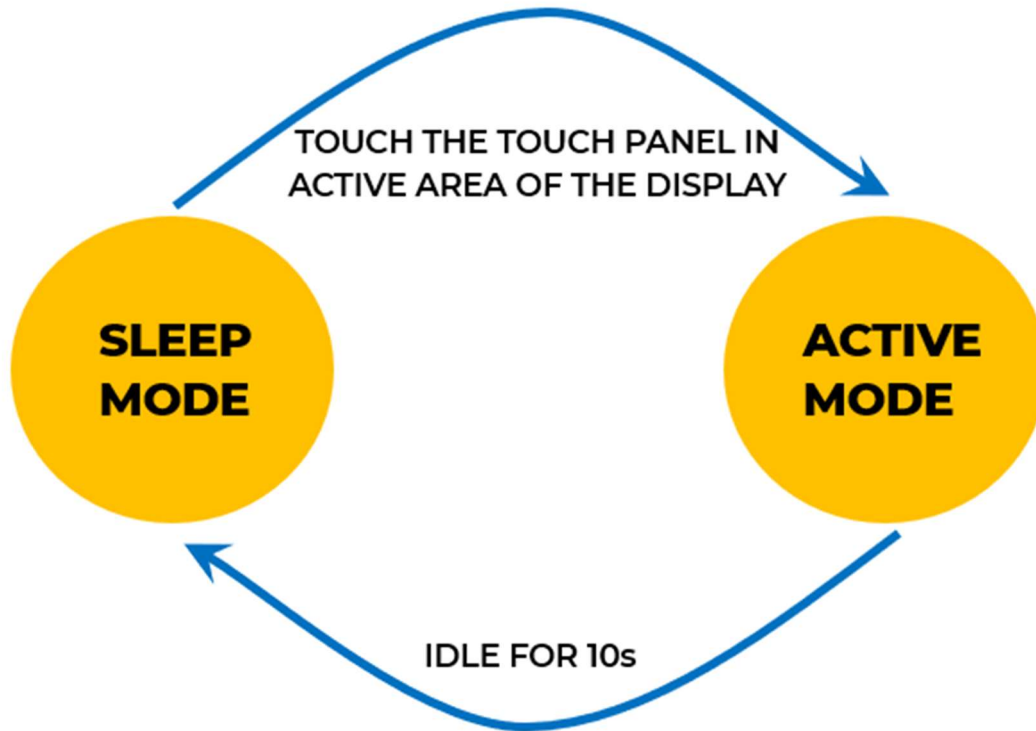 TOUCH THE TOUCH PANEL IN
ACTIVE AREA OF THE DISPLAY
SLEEP
MODE
ACTIVE
MODE
IDLE FOR 10s